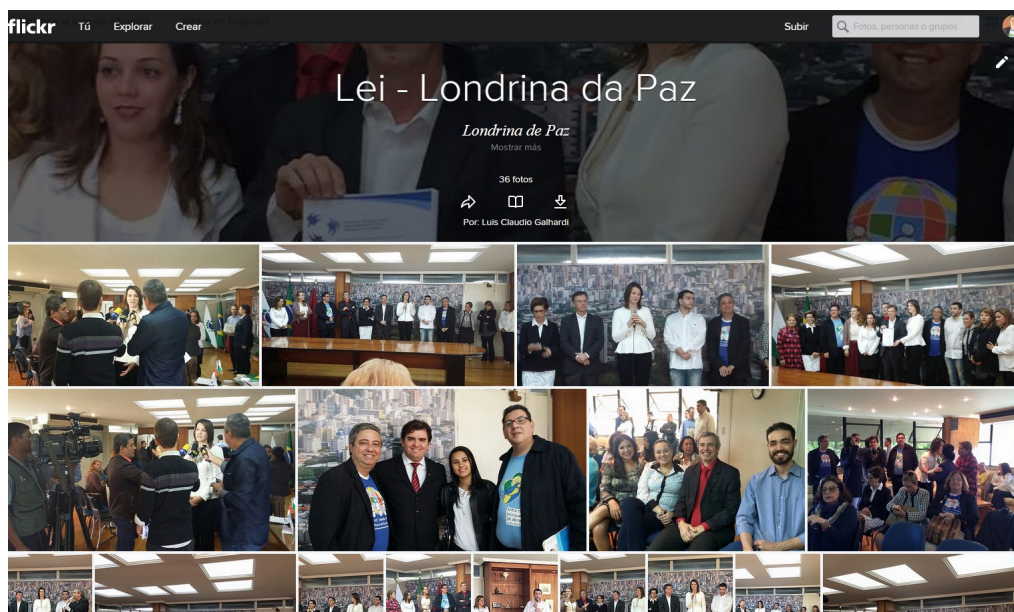 flickr Tú Explorar Crear Subir Fotos, personas o grupos
Lei - Londrina da Paz
Londrina de Paz
Mostrar más
36 fotos
Por: Luis Claudio Galhardi